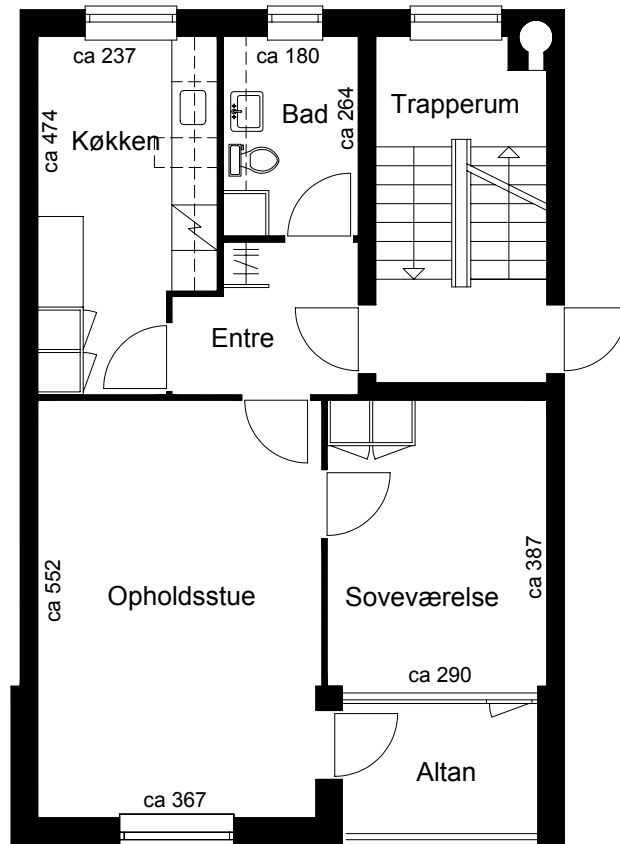 ca 237
ca 180
Bad
ca 264
Trapperum
ca 474
Køkken
Entre
ca 552
Opholdsstue
Soveværelse
ca 387
ca 290
Altan
ca 367